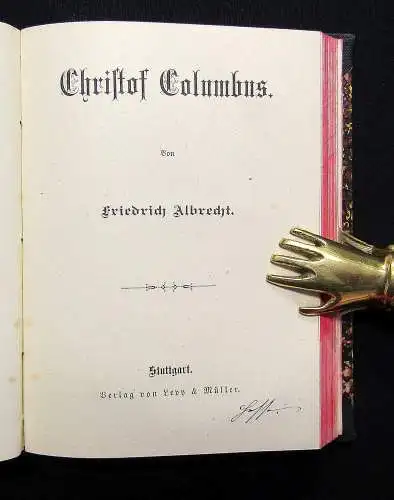 Christof Columbus.
Von
Friedrich Albrecht.
Stuttgart.
Verlag von Levy & Müller.